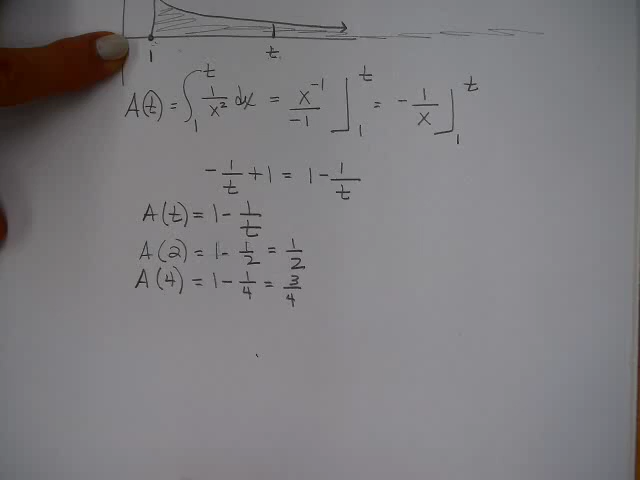 1 t
A(t) = ∫₁ᵗ 1/x² dx = x⁻¹/-1 ]₁ᵗ = - 1/x ]₁ᵗ
- 1/t + 1 = 1 - 1/t
A(t) = 1 - 1/t
A(2) = 1 - 1/2 = 1/2
A(4) = 1 - 1/4 = 3/4